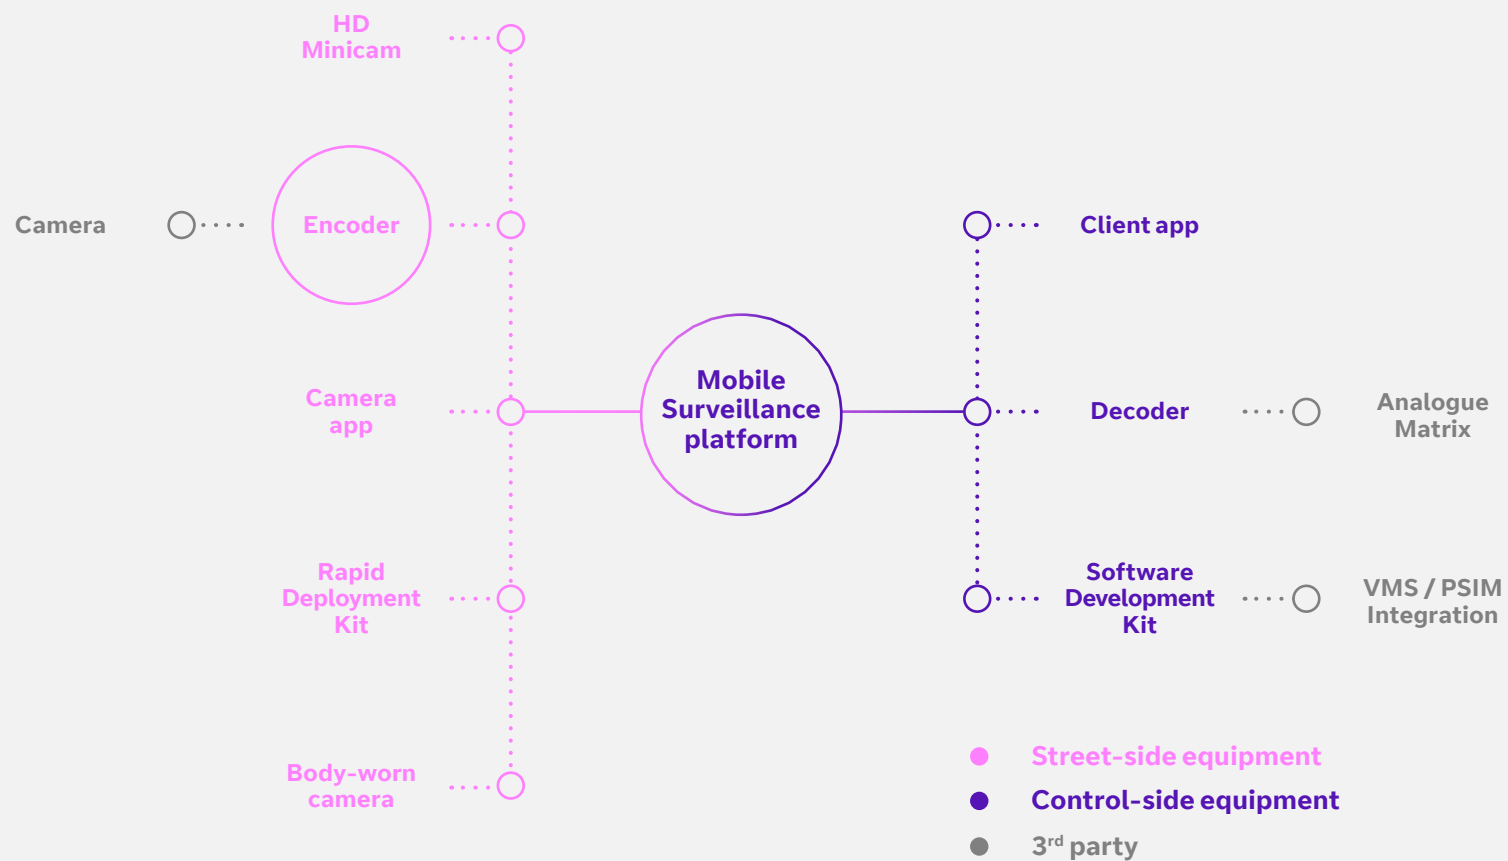 HD
Minicam
Camera
Encoder
Camera
app
Rapid
Deployment
Kit
Body-worn
camera
Mobile
Surveillance
platform
Client app
Decoder
Analogue
Matrix
Software
Development
Kit
VMS / PSIM
Integration
Street-side equipment
Control-side equipment
3rd party